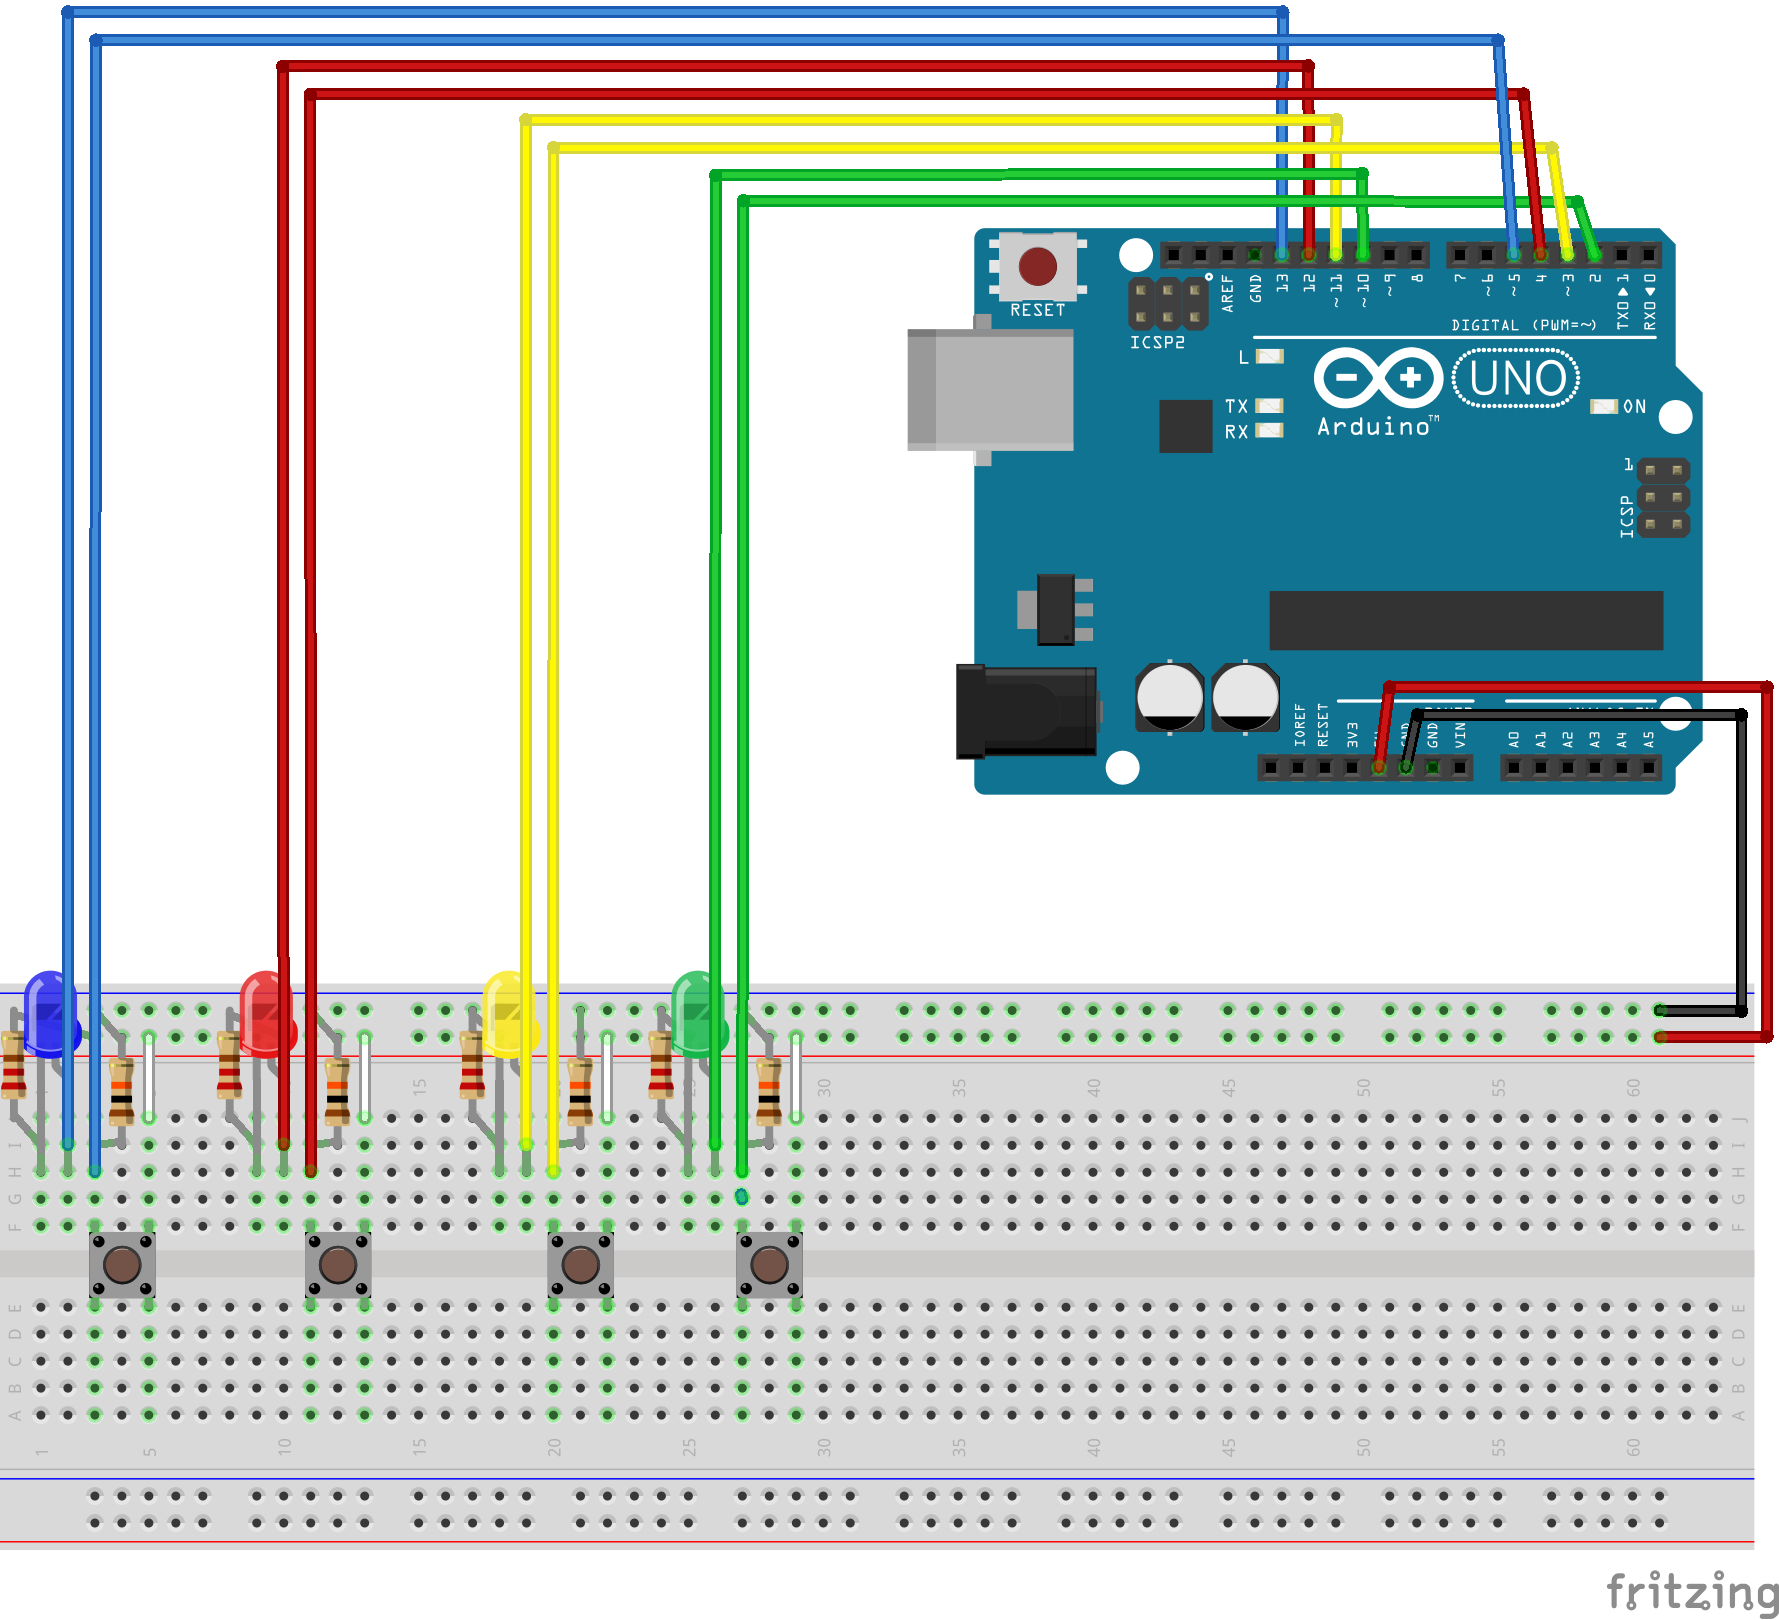 RESET
ICSP2
AREF
GND
13
12
~11
~10
~9
8
7
~6
~5
4
~3
2
TX0▶1
RX0◀0
DIGITAL (PWM=~)
L
TX
RX
UNO
Arduino™
ON
1
ICSP
IOREF
RESET
3V3
GND
VIN
A0
A1
A2
A3
A4
A5
15
30
35
40
45
50
55
60
J
I I
H H
G G
F F
E E
D D
C C
B B
A A
1 5 10 15 20 25 30 35 40 45 50 55 60
fritzing